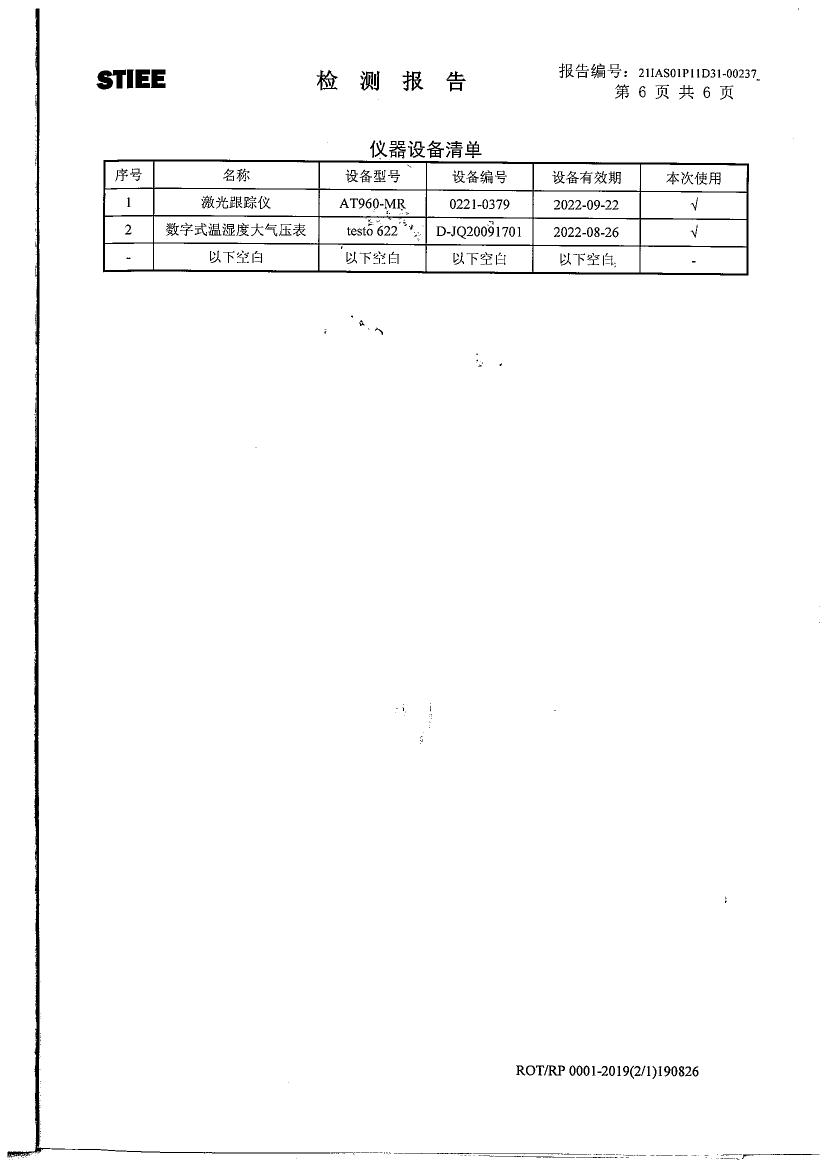 STIEE
检 测 报 告
报告编号：21IAS01P11D31-00237
第 6 页 共 6 页
仪器设备清单
序号 名称 设备型号 设备编号 设备有效期 本次使用
1 激光跟踪仪 AT960-MR 0221-0379 2022-09-22 √
2 数字式温湿度大气压表 testo 622 D-JQ20091701 2022-08-26 √
- 以下空白 以下空白 以下空白 以下空白 -
ROT/RP 0001-2019(2/1)190826